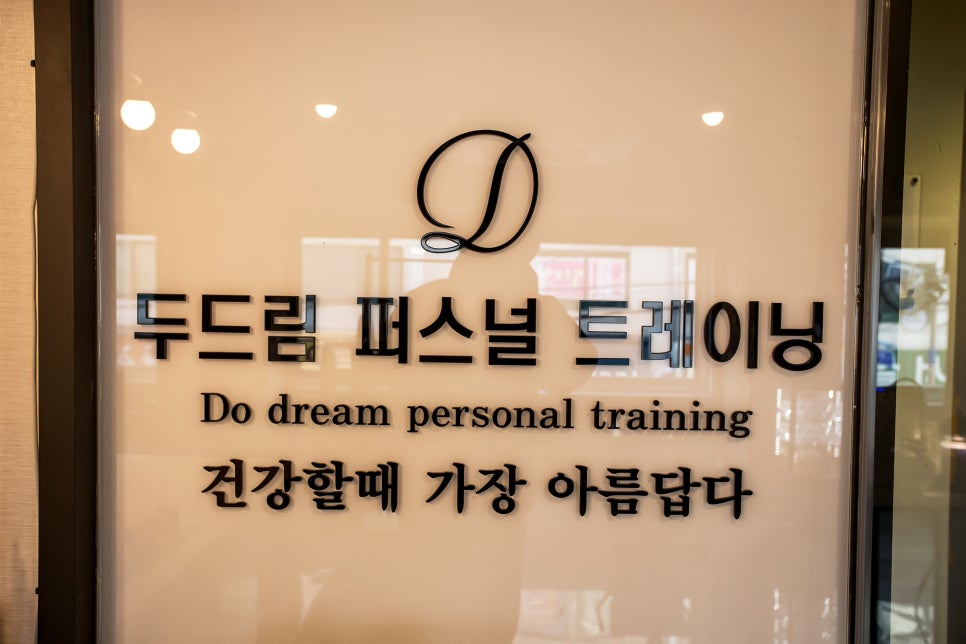 D
두드림 퍼스널 트레이닝
Do dream personal training
건강할때 가장 아름답다